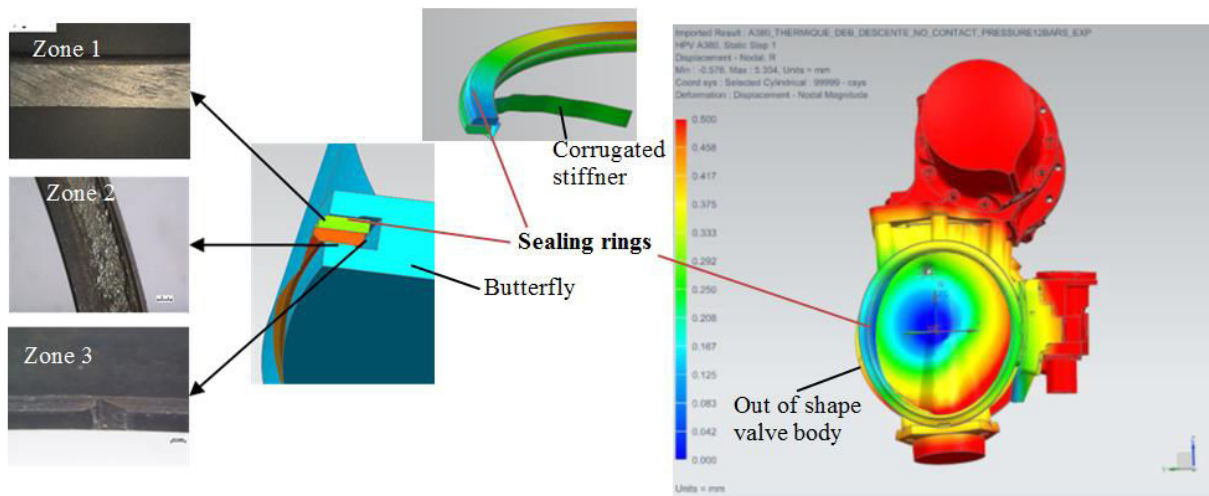 Zone 1
Zone 2
Zone 3
Corrugated
stiffner
Sealing rings
Butterfly
Imported Result : A380_THERMIQUE_DEB_DESCENTE_NO_CONTACT_PRESSURE12BARS_EXP
HPV A380, Static Step 1
Displacement - Nodal, R
Min : -0.576, Max : 5.334, Units = mm
Coord sys : Selected Cylindrical : 99999 - csys
Deformation : Displacement - Nodal Magnitude
0.500
0.458
0.417
0.375
0.333
0.292
0.250
0.208
0.167
0.125
0.083
0.042
0.000
Units = mm
Out of shape
valve body